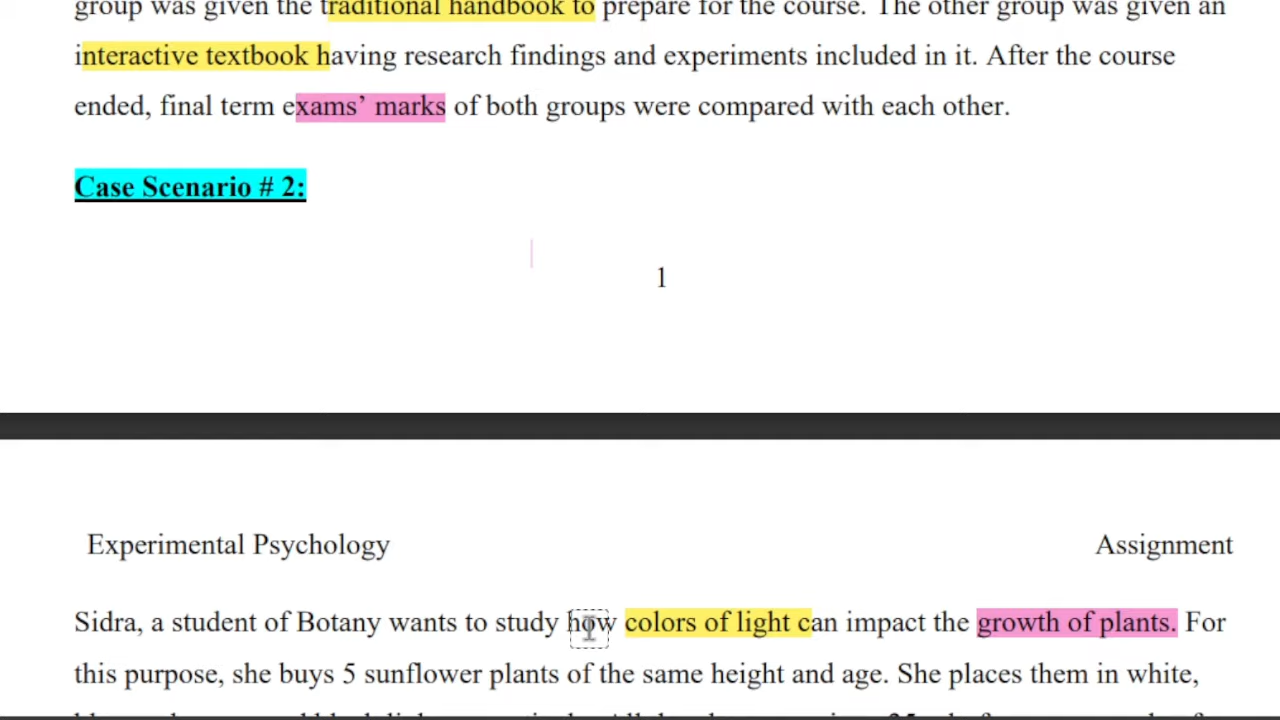 group was given the traditional handbook to prepare for the course. The other group was given an
interactive textbook having research findings and experiments included in it. After the course
ended, final term exams’ marks of both groups were compared with each other.
Case Scenario # 2:
1
Experimental Psychology Assignment
Sidra, a student of Botany wants to study how colors of light can impact the growth of plants. For
this purpose, she buys 5 sunflower plants of the same height and age. She places them in white,